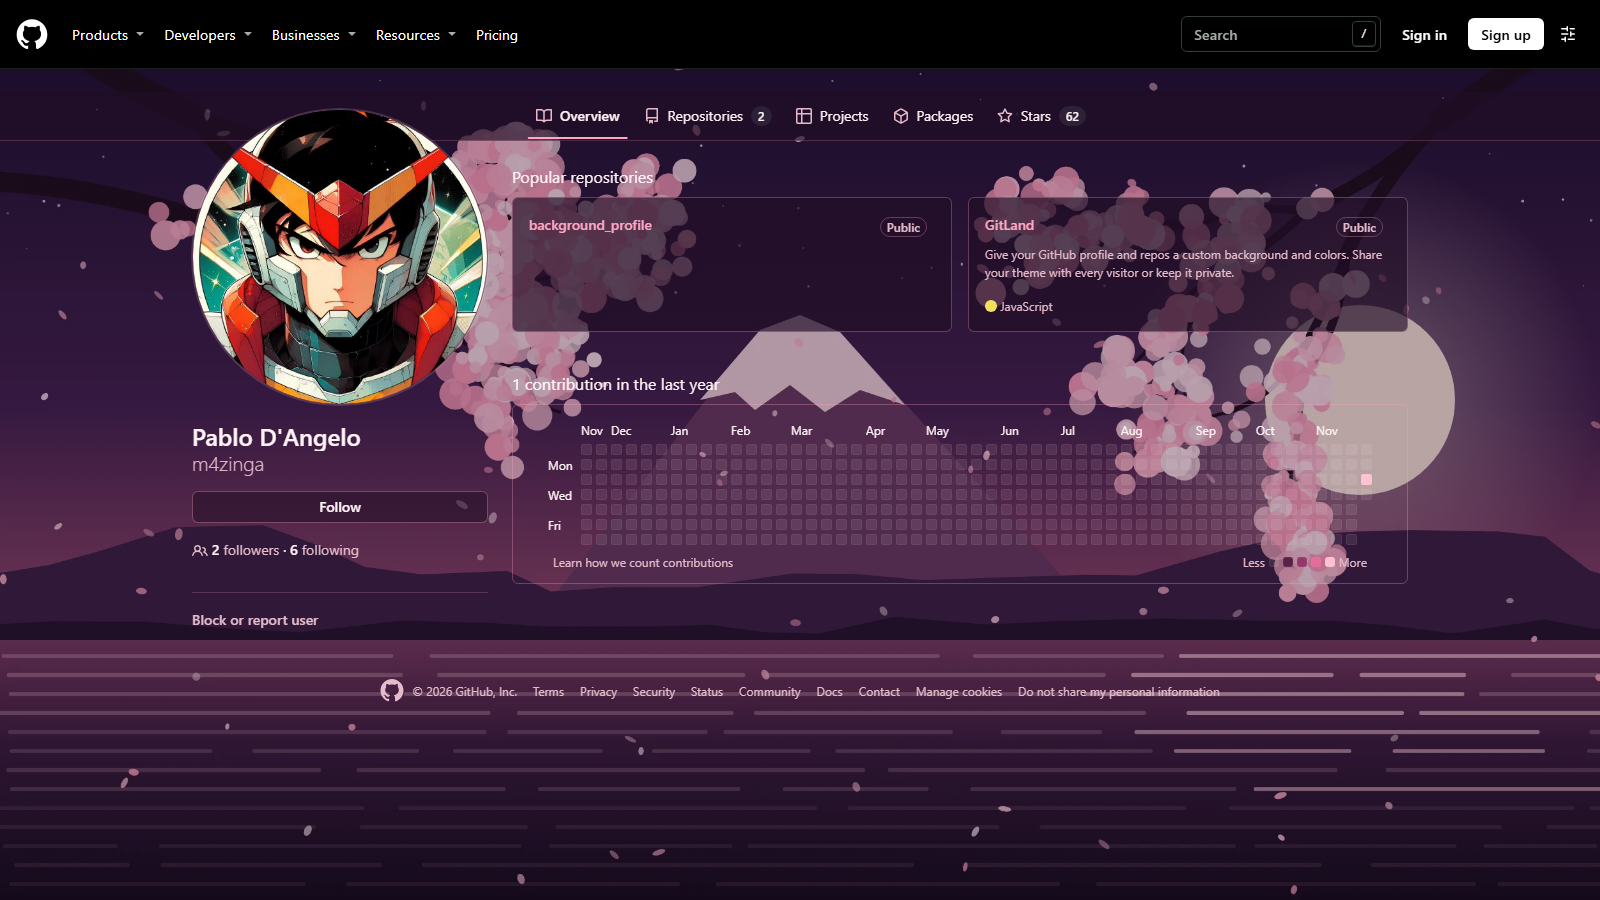 Products Developers Businesses Resources Pricing Search / Sign in Sign up
Overview Repositories 2 Projects Packages Stars 62
Popular repositories
background_profile Public
GitLand Public
Give your GitHub profile and repos a custom background and colors. Share
your theme with every visitor or keep it private.
JavaScript
1 contribution in the last year
Nov Dec Jan Feb Mar Apr May Jun Jul Aug Sep Oct Nov
Mon
Wed
Fri
Learn how we count contributions Less More
Pablo D'Angelo
m4zinga
Follow
2 followers · 6 following
Block or report user
© 2026 GitHub, Inc. Terms Privacy Security Status Community Docs Contact Manage cookies Do not share my personal information